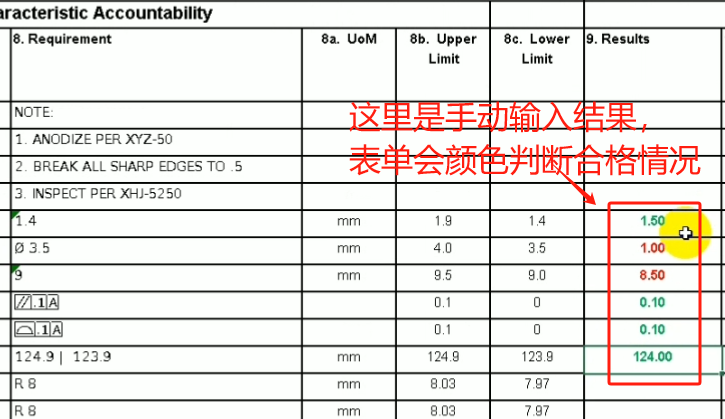 aracteristic Accountability
8. Requirement 8a. UoM 8b. Upper Limit 8c. Lower Limit 9. Results
NOTE:
1. ANODIZE PER XYZ-50
2. BREAK ALL SHARP EDGES TO .5
3. INSPECT PER XHJ-5250
这里是手动输入结果，
表单会颜色判断合格情况
1.4 mm 1.9 1.4 1.50
Ø 3.5 mm 4.0 3.5 1.00
9 mm 9.5 9.0 8.50
⫽ .1 A 0.1 0 0.10
⌓ .1 A 0.1 0 0.10
124.9 | 123.9 mm 124.9 123.9 124.00
R 8 mm 8.03 7.97
R 8 mm 8.03 7.97